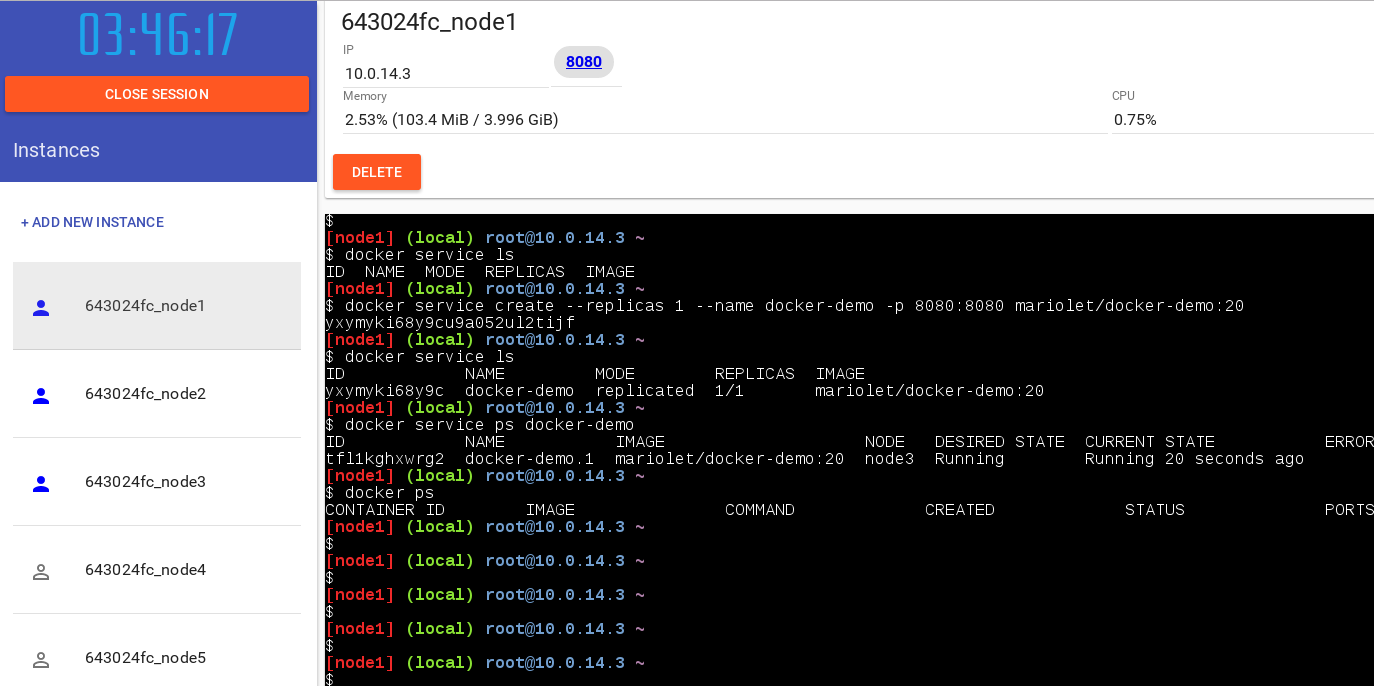 03:46:17
CLOSE SESSION
Instances
+ ADD NEW INSTANCE
643024fc_node1
643024fc_node2
643024fc_node3
643024fc_node4
643024fc_node5
643024fc_node1
IP
10.0.14.3
8080
Memory
2.53% (103.4 MiB / 3.996 GiB)
CPU
0.75%
DELETE
$
[node1] (local) root@10.0.14.3 ~
$ docker service ls
ID  NAME  MODE  REPLICAS  IMAGE
[node1] (local) root@10.0.14.3 ~
$ docker service create --replicas 1 --name docker-demo -p 8080:8080 mariolet/docker-demo:20
yxymyki68y9cu9a052ul2tijf
[node1] (local) root@10.0.14.3 ~
$ docker service ls
ID            NAME         MODE        REPLICAS  IMAGE
yxymyki68y9c  docker-demo  replicated  1/1       mariolet/docker-demo:20
[node1] (local) root@10.0.14.3 ~
$ docker service ps docker-demo
ID            NAME           IMAGE                    NODE   DESIRED STATE  CURRENT STATE           ERROR
tfl1kghxwrg2  docker-demo.1  mariolet/docker-demo:20  node3  Running        Running 20 seconds ago
[node1] (local) root@10.0.14.3 ~
$ docker ps
CONTAINER ID        IMAGE               COMMAND             CREATED             STATUS              PORTS
[node1] (local) root@10.0.14.3 ~
$
[node1] (local) root@10.0.14.3 ~
$
[node1] (local) root@10.0.14.3 ~
$
[node1] (local) root@10.0.14.3 ~
$
[node1] (local) root@10.0.14.3 ~
$